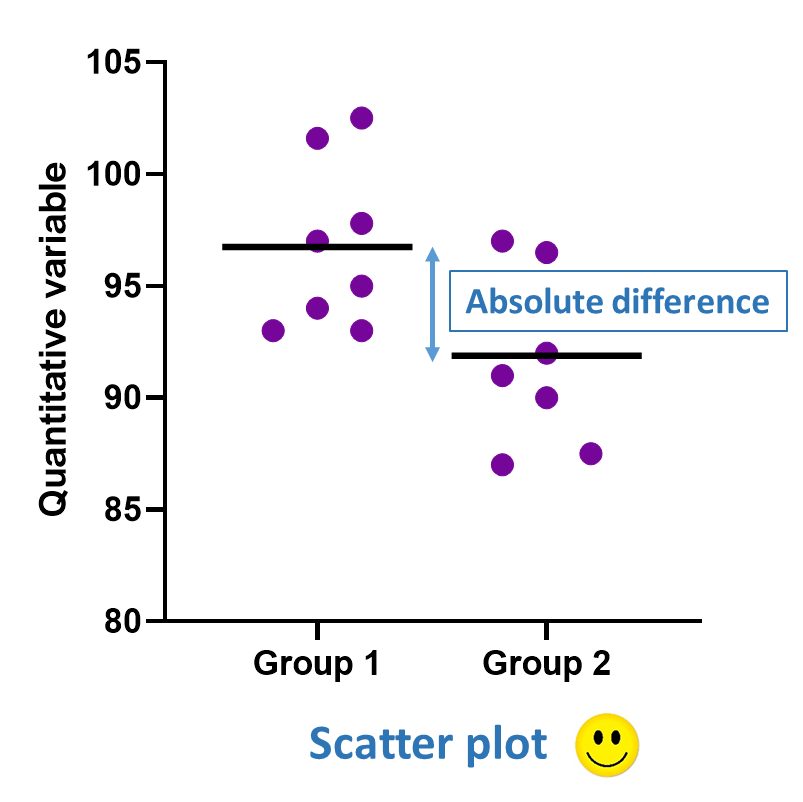 105
100
95
90
85
80
Quantitative variable
Absolute difference
Group 1
Group 2
Scatter plot